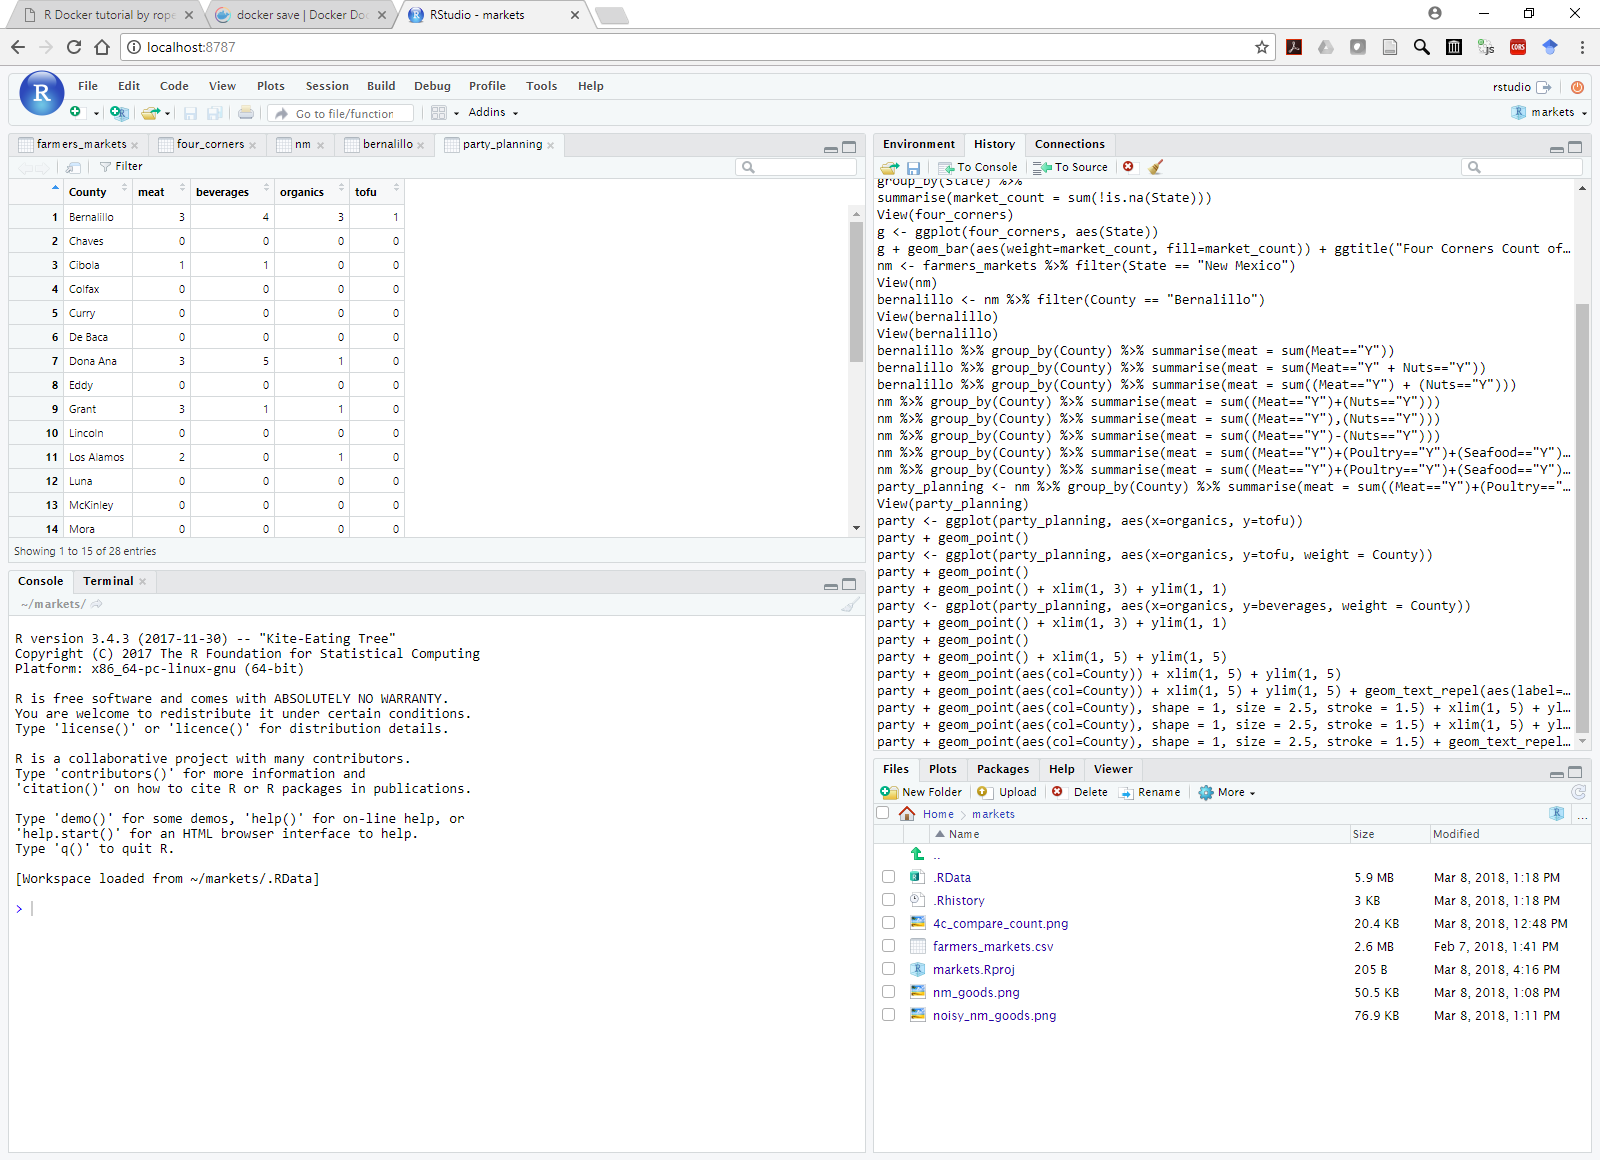 R Docker tutorial by rope
docker save | Docker Do
RStudio - markets
localhost:8787
File Edit Code View Plots Session Build Debug Profile Tools Help
rstudio
Go to file/function
Addins
markets
farmers_markets
four_corners
nm
bernalillo
party_planning
Filter
County meat beverages organics tofu
1 Bernalillo 3 4 3 1
2 Chaves 0 0 0 0
3 Cibola 1 1 0 0
4 Colfax 0 0 0 0
5 Curry 0 0 0 0
6 De Baca 0 0 0 0
7 Dona Ana 3 5 1 0
8 Eddy 0 0 0 0
9 Grant 3 1 1 0
10 Lincoln 0 0 0 0
11 Los Alamos 2 0 1 0
12 Luna 0 0 0 0
13 McKinley 0 0 0 0
14 Mora 0 0 0 0
Showing 1 to 15 of 28 entries
Console Terminal
~/markets/
R version 3.4.3 (2017-11-30) -- "Kite-Eating Tree"
Copyright (C) 2017 The R Foundation for Statistical Computing
Platform: x86_64-pc-linux-gnu (64-bit)
R is free software and comes with ABSOLUTELY NO WARRANTY.
You are welcome to redistribute it under certain conditions.
Type 'license()' or 'licence()' for distribution details.
R is a collaborative project with many contributors.
Type 'contributors()' for more information and
'citation()' on how to cite R or R packages in publications.
Type 'demo()' for some demos, 'help()' for on-line help, or
'help.start()' for an HTML browser interface to help.
Type 'q()' to quit R.
[Workspace loaded from ~/markets/.RData]
>
Environment History Connections
To Console To Source
group_by(State) %>%
summarise(market_count = sum(!is.na(State)))
View(four_corners)
g <- ggplot(four_corners, aes(State))
g + geom_bar(aes(weight=market_count, fill=market_count)) + ggtitle("Four Corners Count of…
nm <- farmers_markets %>% filter(State == "New Mexico")
View(nm)
bernalillo <- nm %>% filter(County == "Bernalillo")
View(bernalillo)
View(bernalillo)
bernalillo %>% group_by(County) %>% summarise(meat = sum(Meat=="Y"))
bernalillo %>% group_by(County) %>% summarise(meat = sum(Meat=="Y" + Nuts=="Y"))
bernalillo %>% group_by(County) %>% summarise(meat = sum((Meat=="Y") + (Nuts=="Y")))
nm %>% group_by(County) %>% summarise(meat = sum((Meat=="Y")+(Nuts=="Y")))
nm %>% group_by(County) %>% summarise(meat = sum((Meat=="Y"),(Nuts=="Y")))
nm %>% group_by(County) %>% summarise(meat = sum((Meat=="Y")-(Nuts=="Y")))
nm %>% group_by(County) %>% summarise(meat = sum((Meat=="Y")+(Poultry=="Y")+(Seafood=="Y")…
nm %>% group_by(County) %>% summarise(meat = sum((Meat=="Y")+(Poultry=="Y")+(Seafood=="Y")…
party_planning <- nm %>% group_by(County) %>% summarise(meat = sum((Meat=="Y")+(Poultry=="…
View(party_planning)
party <- ggplot(party_planning, aes(x=organics, y=tofu))
party + geom_point()
party <- ggplot(party_planning, aes(x=organics, y=tofu, weight = County))
party + geom_point()
party + geom_point() + xlim(1, 3) + ylim(1, 1)
party <- ggplot(party_planning, aes(x=organics, y=beverages, weight = County))
party + geom_point() + xlim(1, 3) + ylim(1, 1)
party + geom_point()
party + geom_point() + xlim(1, 5) + ylim(1, 5)
party + geom_point(aes(col=County)) + xlim(1, 5) + ylim(1, 5)
party + geom_point(aes(col=County)) + xlim(1, 5) + ylim(1, 5) + geom_text_repel(aes(label=…
party + geom_point(aes(col=County), shape = 1, size = 2.5, stroke = 1.5) + xlim(1, 5) + yl…
party + geom_point(aes(col=County), shape = 1, size = 2.5, stroke = 1.5) + xlim(1, 5) + yl…
party + geom_point(aes(col=County), shape = 1, size = 2.5, stroke = 1.5) + geom_text_repel…
Files Plots Packages Help Viewer
New Folder Upload Delete Rename More
Home markets ...
Name Size Modified
..
.RData 5.9 MB Mar 8, 2018, 1:18 PM
.Rhistory 3 KB Mar 8, 2018, 1:18 PM
4c_compare_count.png 20.4 KB Mar 8, 2018, 12:48 PM
farmers_markets.csv 2.6 MB Feb 7, 2018, 1:41 PM
markets.Rproj 205 B Mar 8, 2018, 4:16 PM
nm_goods.png 50.5 KB Mar 8, 2018, 1:08 PM
noisy_nm_goods.png 76.9 KB Mar 8, 2018, 1:11 PM